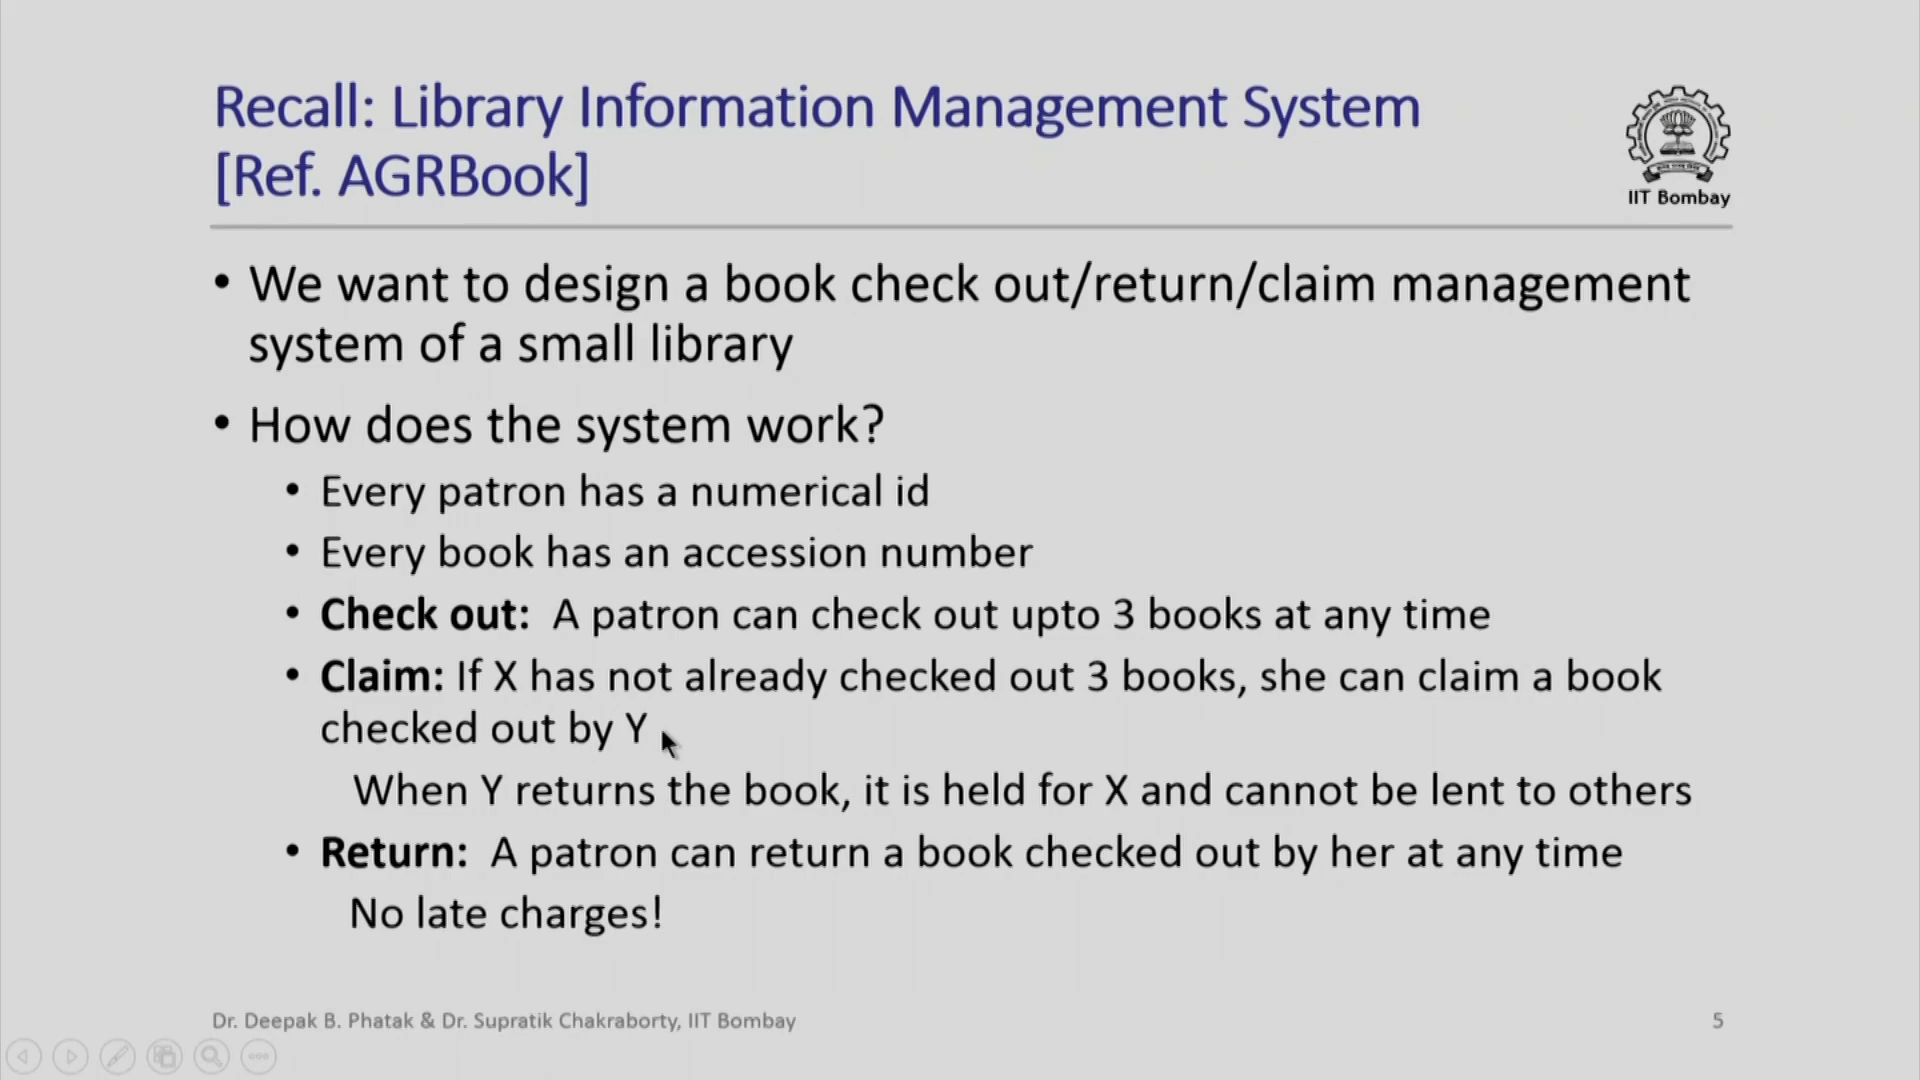 Recall: Library Information Management System
[Ref. AGRBook]
IIT Bombay
• We want to design a book check out/return/claim management
system of a small library
• How does the system work?
• Every patron has a numerical id
• Every book has an accession number
• Check out: A patron can check out upto 3 books at any time
• Claim: If X has not already checked out 3 books, she can claim a book
checked out by Y
When Y returns the book, it is held for X and cannot be lent to others
• Return: A patron can return a book checked out by her at any time
No late charges!
Dr. Deepak B. Phatak & Dr. Supratik Chakraborty, IIT Bombay
5